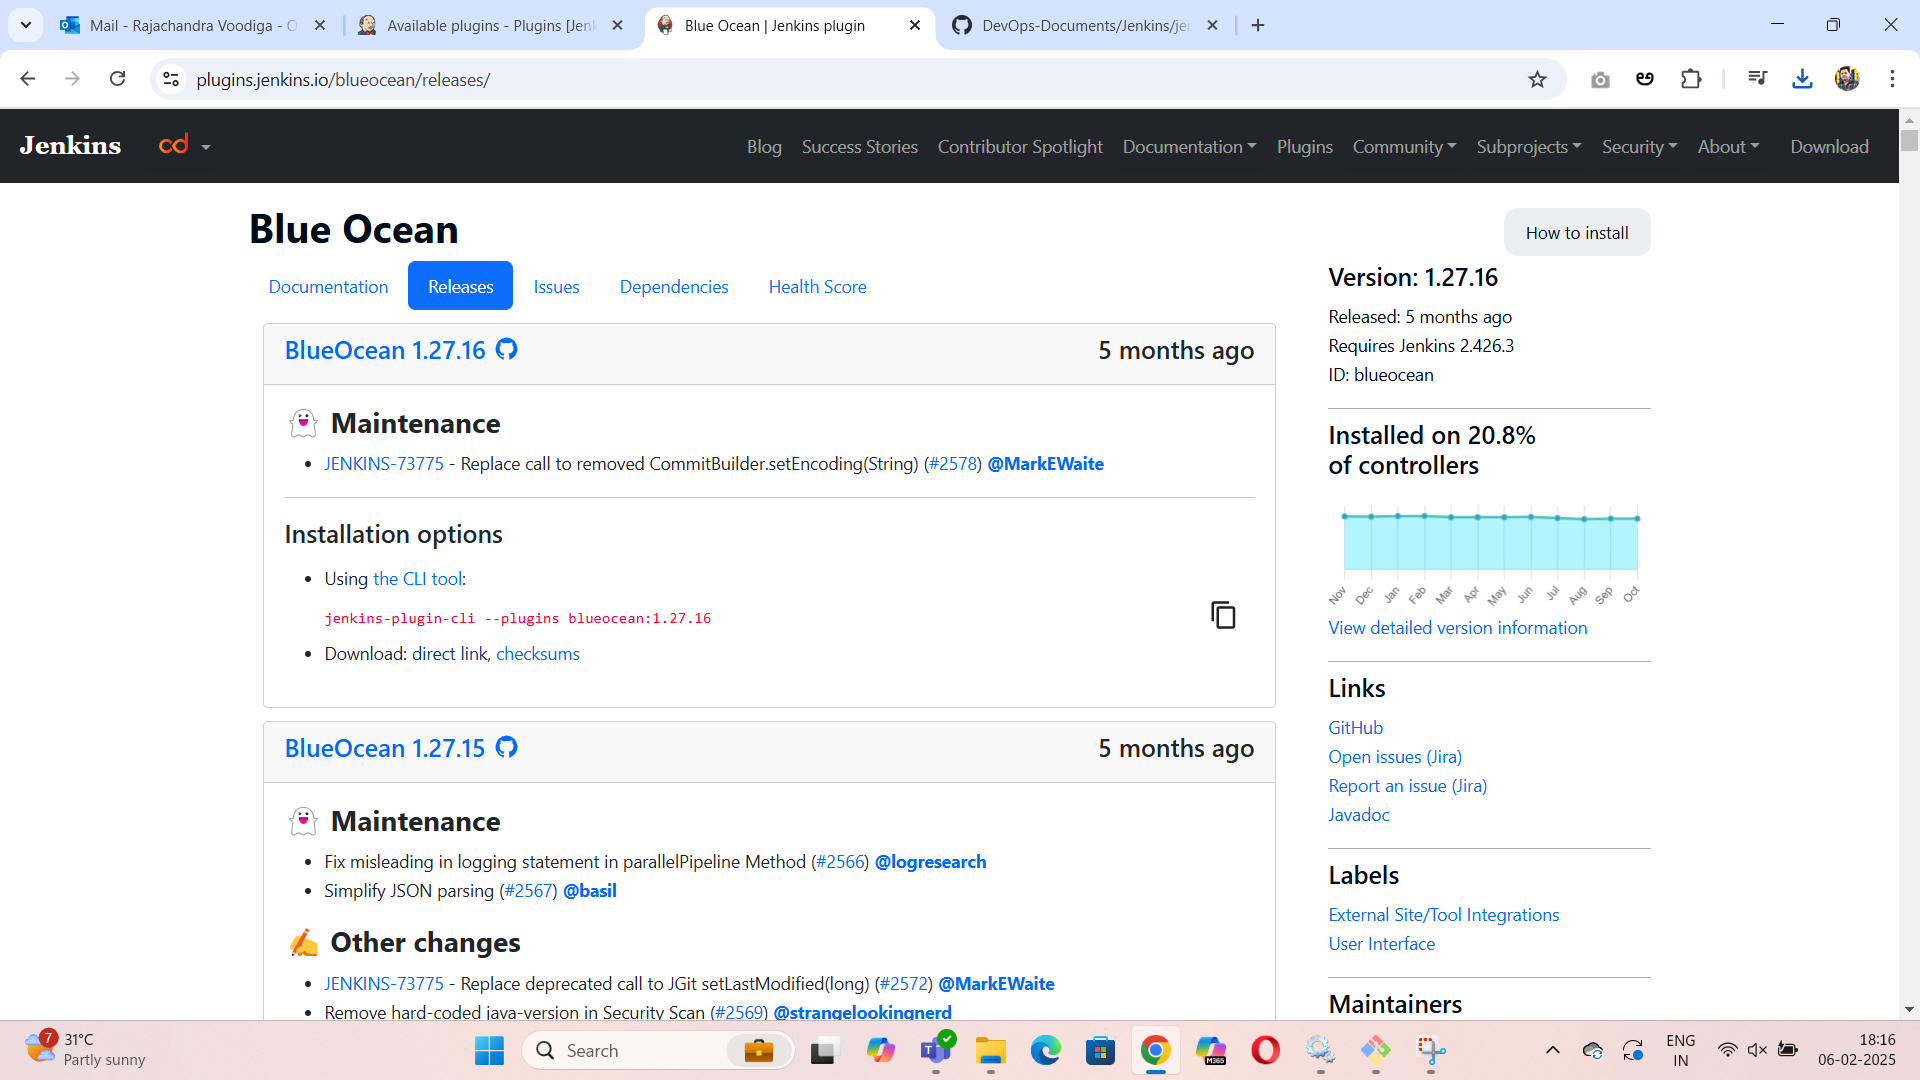 Mail - Rajachandra Voodiga - O
Available plugins - Plugins [Jenk
Blue Ocean | Jenkins plugin
DevOps-Documents/Jenkins/je
plugins.jenkins.io/blueocean/releases/
Jenkins
cd
Blog
Success Stories
Contributor Spotlight
Documentation
Plugins
Community
Subprojects
Security
About
Download
Blue Ocean
How to install
Documentation
Releases
Issues
Dependencies
Health Score
Version: 1.27.16
Released: 5 months ago
Requires Jenkins 2.426.3
ID: blueocean
BlueOcean 1.27.16
5 months ago
Maintenance
JENKINS-73775 - Replace call to removed CommitBuilder.setEncoding(String) (#2578) @MarkEWaite
Installation options
Using the CLI tool:
jenkins-plugin-cli --plugins blueocean:1.27.16
Download: direct link, checksums
Installed on 20.8%
of controllers
Nov
Dec
Jan
Feb
Mar
Apr
May
Jun
Jul
Aug
Sep
Oct
View detailed version information
Links
GitHub
Open issues (Jira)
Report an issue (Jira)
Javadoc
BlueOcean 1.27.15
5 months ago
Maintenance
Fix misleading in logging statement in parallelPipeline Method (#2566) @logresearch
Simplify JSON parsing (#2567) @basil
Other changes
JENKINS-73775 - Replace deprecated call to JGit setLastModified(long) (#2572) @MarkEWaite
Remove hard-coded java-version in Security Scan (#2569) @strangelookingnerd
Labels
External Site/Tool Integrations
User Interface
Maintainers
7
31°C
Partly sunny
Search
M365
ENG
IN
18:16
06-02-2025